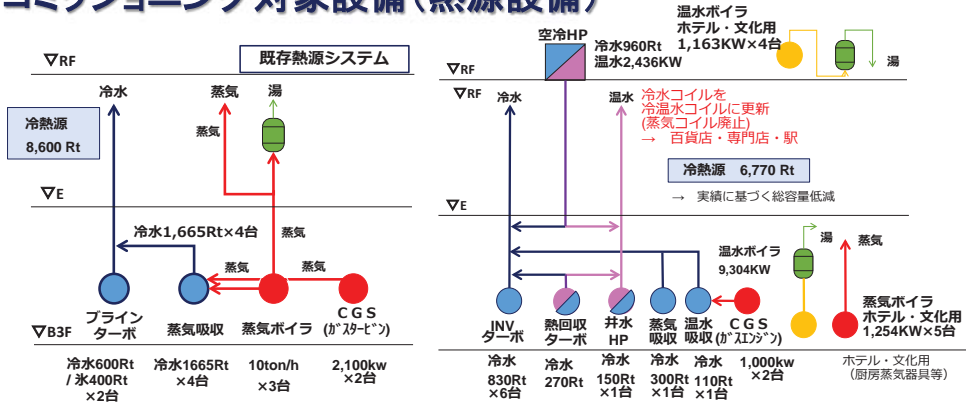 コミッショニング対象設備(熱源設備)
既存熱源システム
▽RF
冷水
蒸気
湯
冷熱源
8,600 Rt
蒸気
▽E
冷水1,665Rt×4台
蒸気
蒸気
蒸気
▽B3F
ブライン
ターボ
蒸気吸収
蒸気ボイラ
CGS
(ガスタービン)
冷水600Rt
/ 氷400Rt
×2台
冷水1665Rt
×4台
10ton/h
×3台
2,100kw
×2台
空冷HP
冷水960Rt
温水2,436KW
温水ボイラ
ホテル・文化用
1,163KW×4台
湯
▽RF
▽RF
冷水
温水
冷水コイルを
冷温水コイルに更新
(蒸気コイル廃止)
→ 百貨店・専門店・駅
冷熱源 6,770 Rt
→ 実績に基づく総容量低減
▽E
温水ボイラ
9,304KW
湯
蒸気
INV
ターボ
熱回収
ターボ
井水
HP
蒸気
吸収
温水
吸収
CGS
(ガスエンジン)
蒸気ボイラ
ホテル・文化用
1,254KW×5台
冷水
830Rt
×6台
冷水
270Rt
冷水
150Rt
×1台
冷水
300Rt
×1台
冷水
110Rt
×1台
1,000kw
×2台
ホテル・文化用
(厨房蒸気器具等)